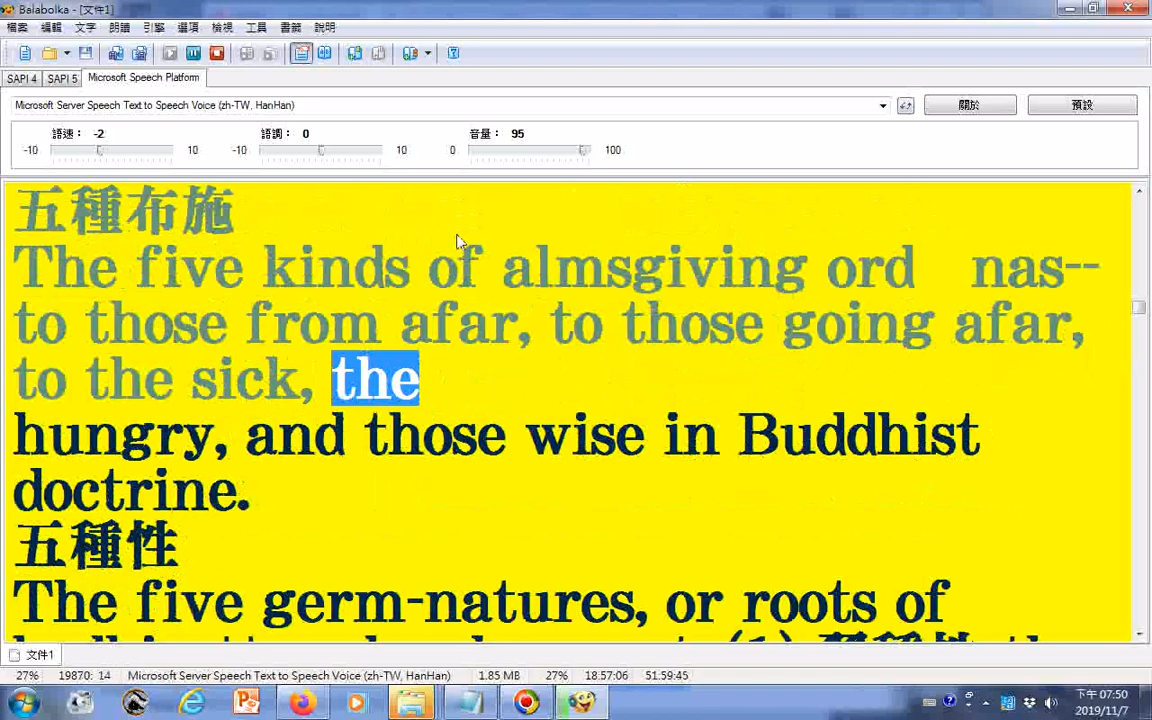 Balabolka - [文件1]
檔案 編輯 文字 朗讀 引擎 選項 檢視 工具 書籤 說明
SAPI 4 SAPI 5 Microsoft Speech Platform
Microsoft Server Speech Text to Speech Voice (zh-TW, HanHan) 關於 預設
語速： -2 語調： 0 音量： 95
-10 10 -10 10 0 100
五種布施
The five kinds of almsgiving ord nas--
to those from afar, to those going afar,
to the sick, the
hungry, and those wise in Buddhist
doctrine.
五種性
The five germ-natures, or roots of
文件1
27% 19870: 14 Microsoft Server Speech Text to Speech Voice (zh-TW, HanHan) 1.85 MB 27% 18:57:06 51:59:45
下午 07:50
2019/11/7